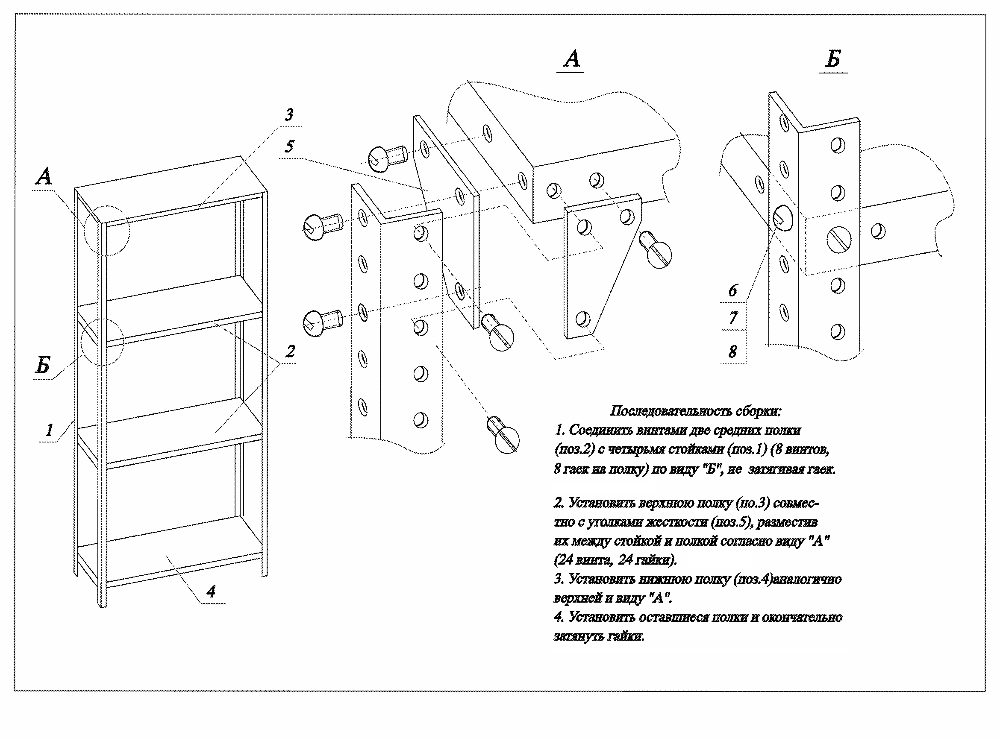 А
Б
3
5
А
Б
2
1
4
6
7
8
Последовательность сборки:
1. Соединить винтами две средних полки
(поз.2) с четырьмя стойками (поз.1) (8 винтов,
8 гаек на полку) по виду "Б", не затягивая гаек.
2. Установить верхнюю полку (по.3) совмес-
тно с уголками жесткости (поз.5), разместив
их между стойкой и полкой согласно виду "А"
(24 винта, 24 гайки).
3. Установить нижнюю полку (поз.4)аналогично
верхней и виду "А".
4. Установить оставшиеся полки и окончательно
затянуть гайки.